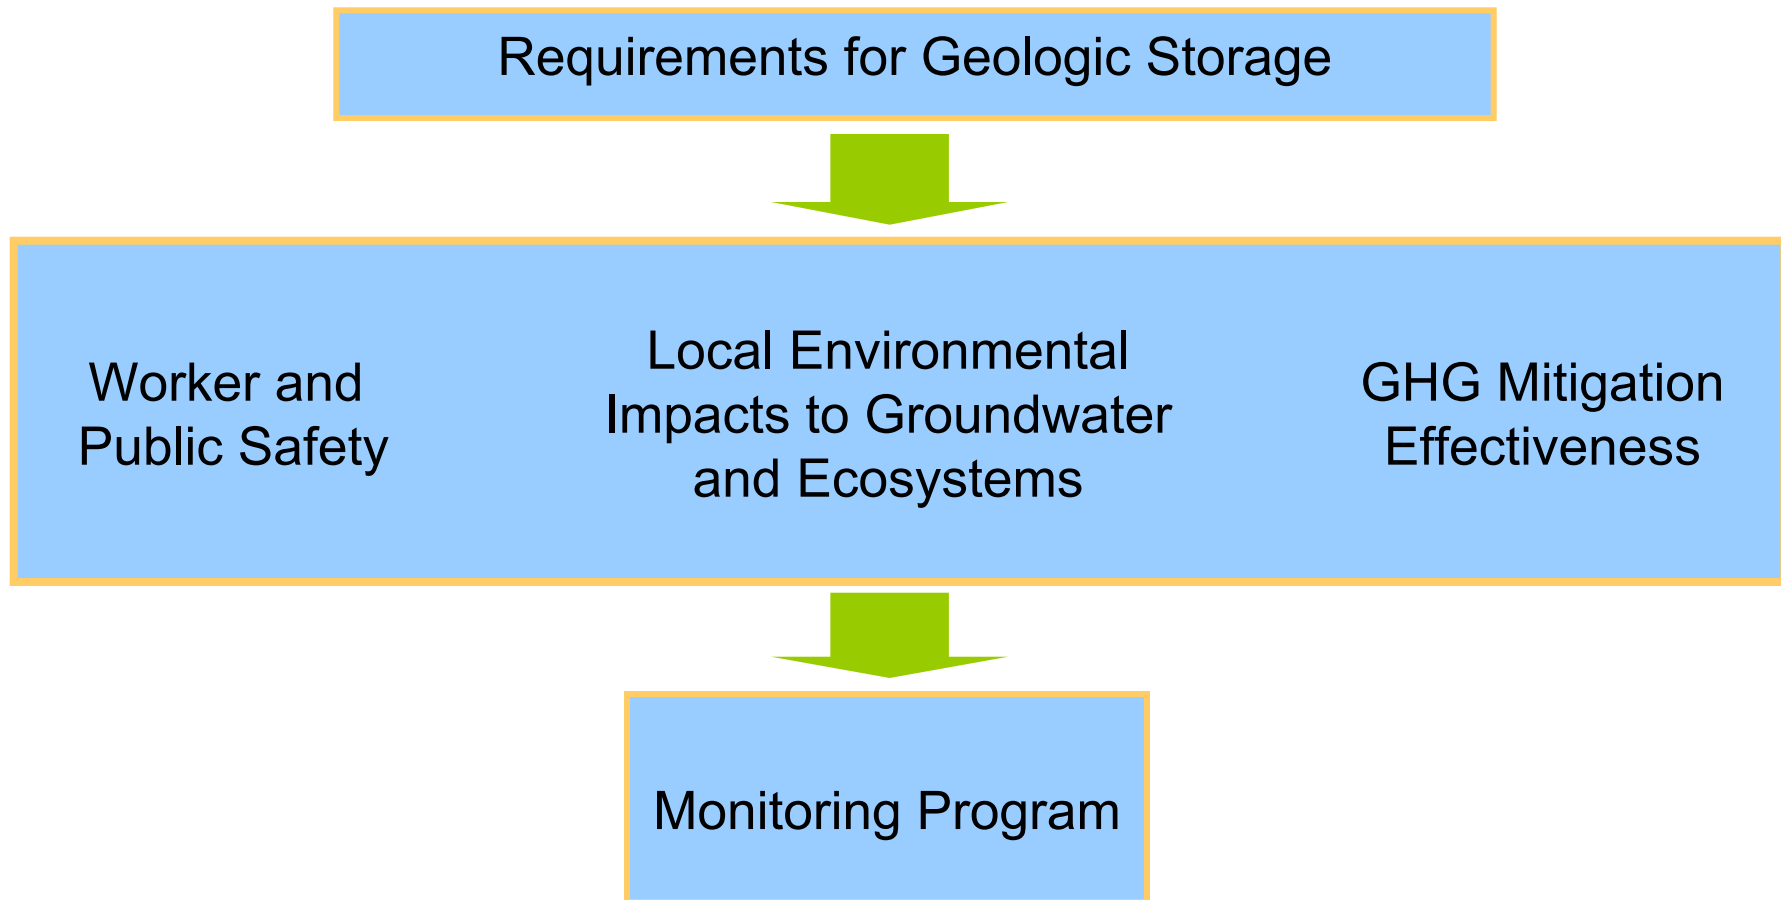 Requirements for Geologic Storage
Worker and
Public Safety
Local Environmental
Impacts to Groundwater
and Ecosystems
GHG Mitigation
Effectiveness
Monitoring Program